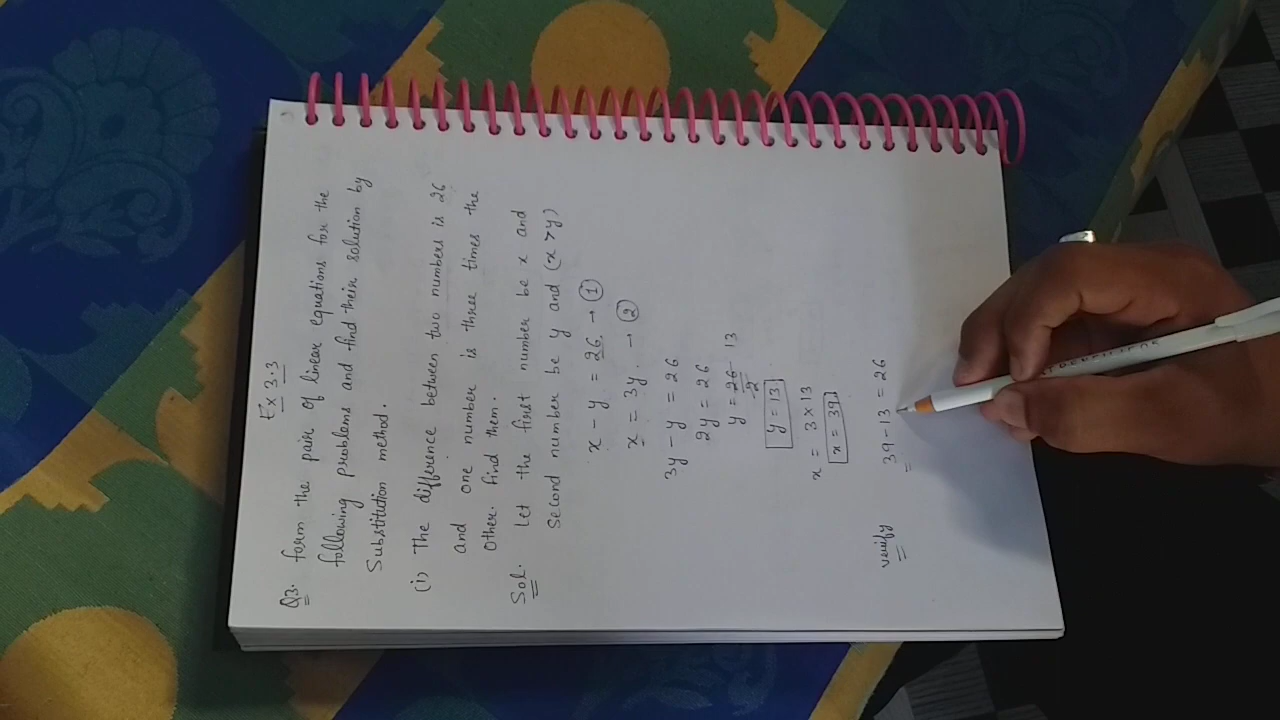 Ex 3.3
Q3. form the pair of linear equations for the
following problems and find their solution by
Substitution method.
(i) The difference between two numbers is 26
and one number is three times the
Other. find them.
Sol. Let the first number be x and
Second number be y and (x > y)
x - y = 26. → ①
x = 3y. → ②
3y - y = 26
2y = 26
y = 26 13
2
y = 13
x = 3 x 13
x = 39
verify 39 - 13 = 26